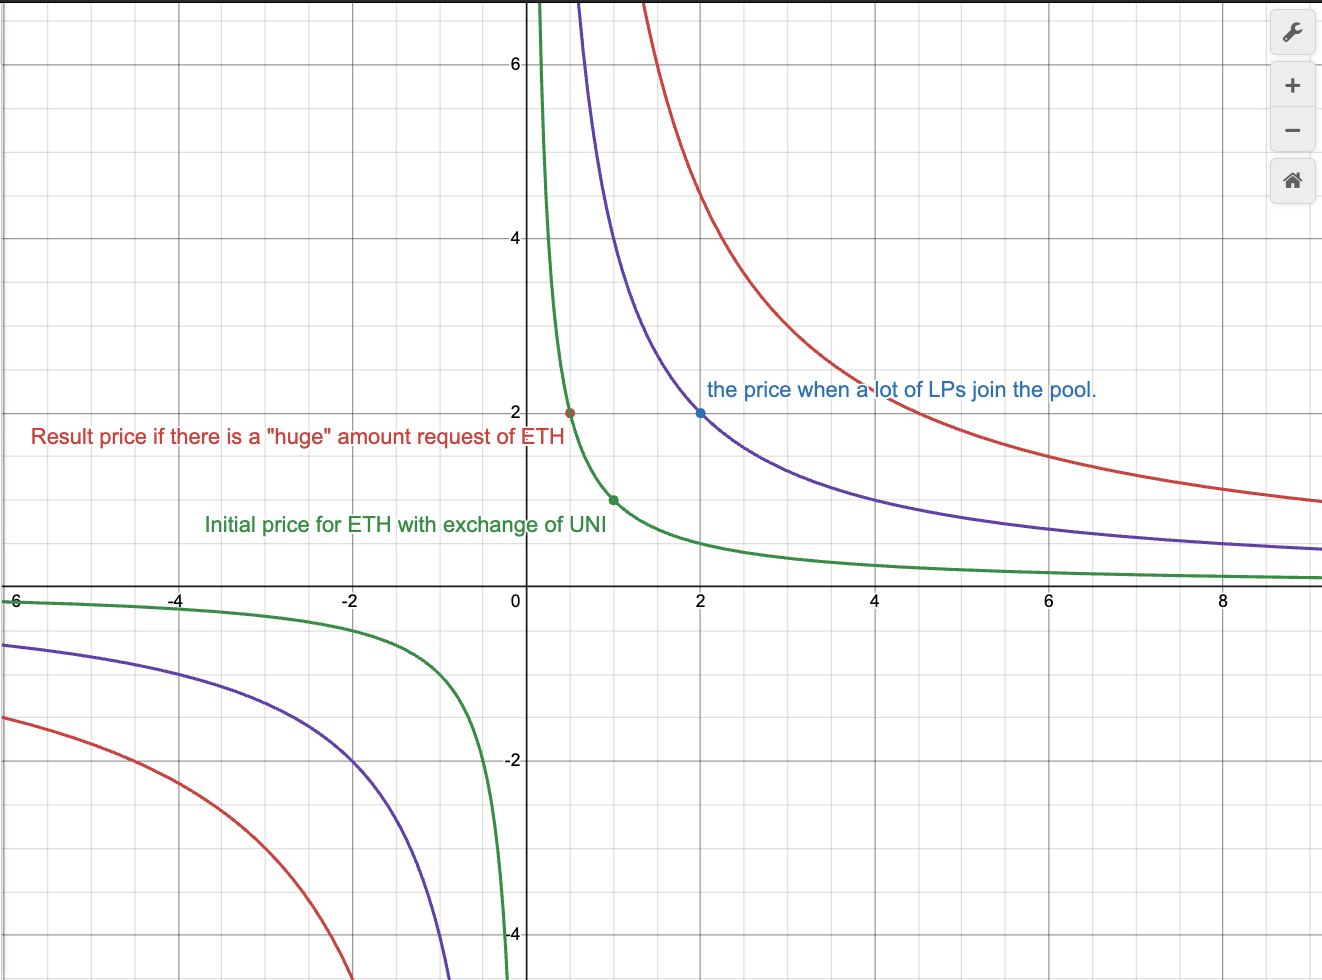 6
4
the price when a lot of LPs join the pool.
2
Result price if there is a "huge" amount request of ETH
Initial price for ETH with exchange of UNI
-6 -4 -2 0 2 4 6 8
-2
-4